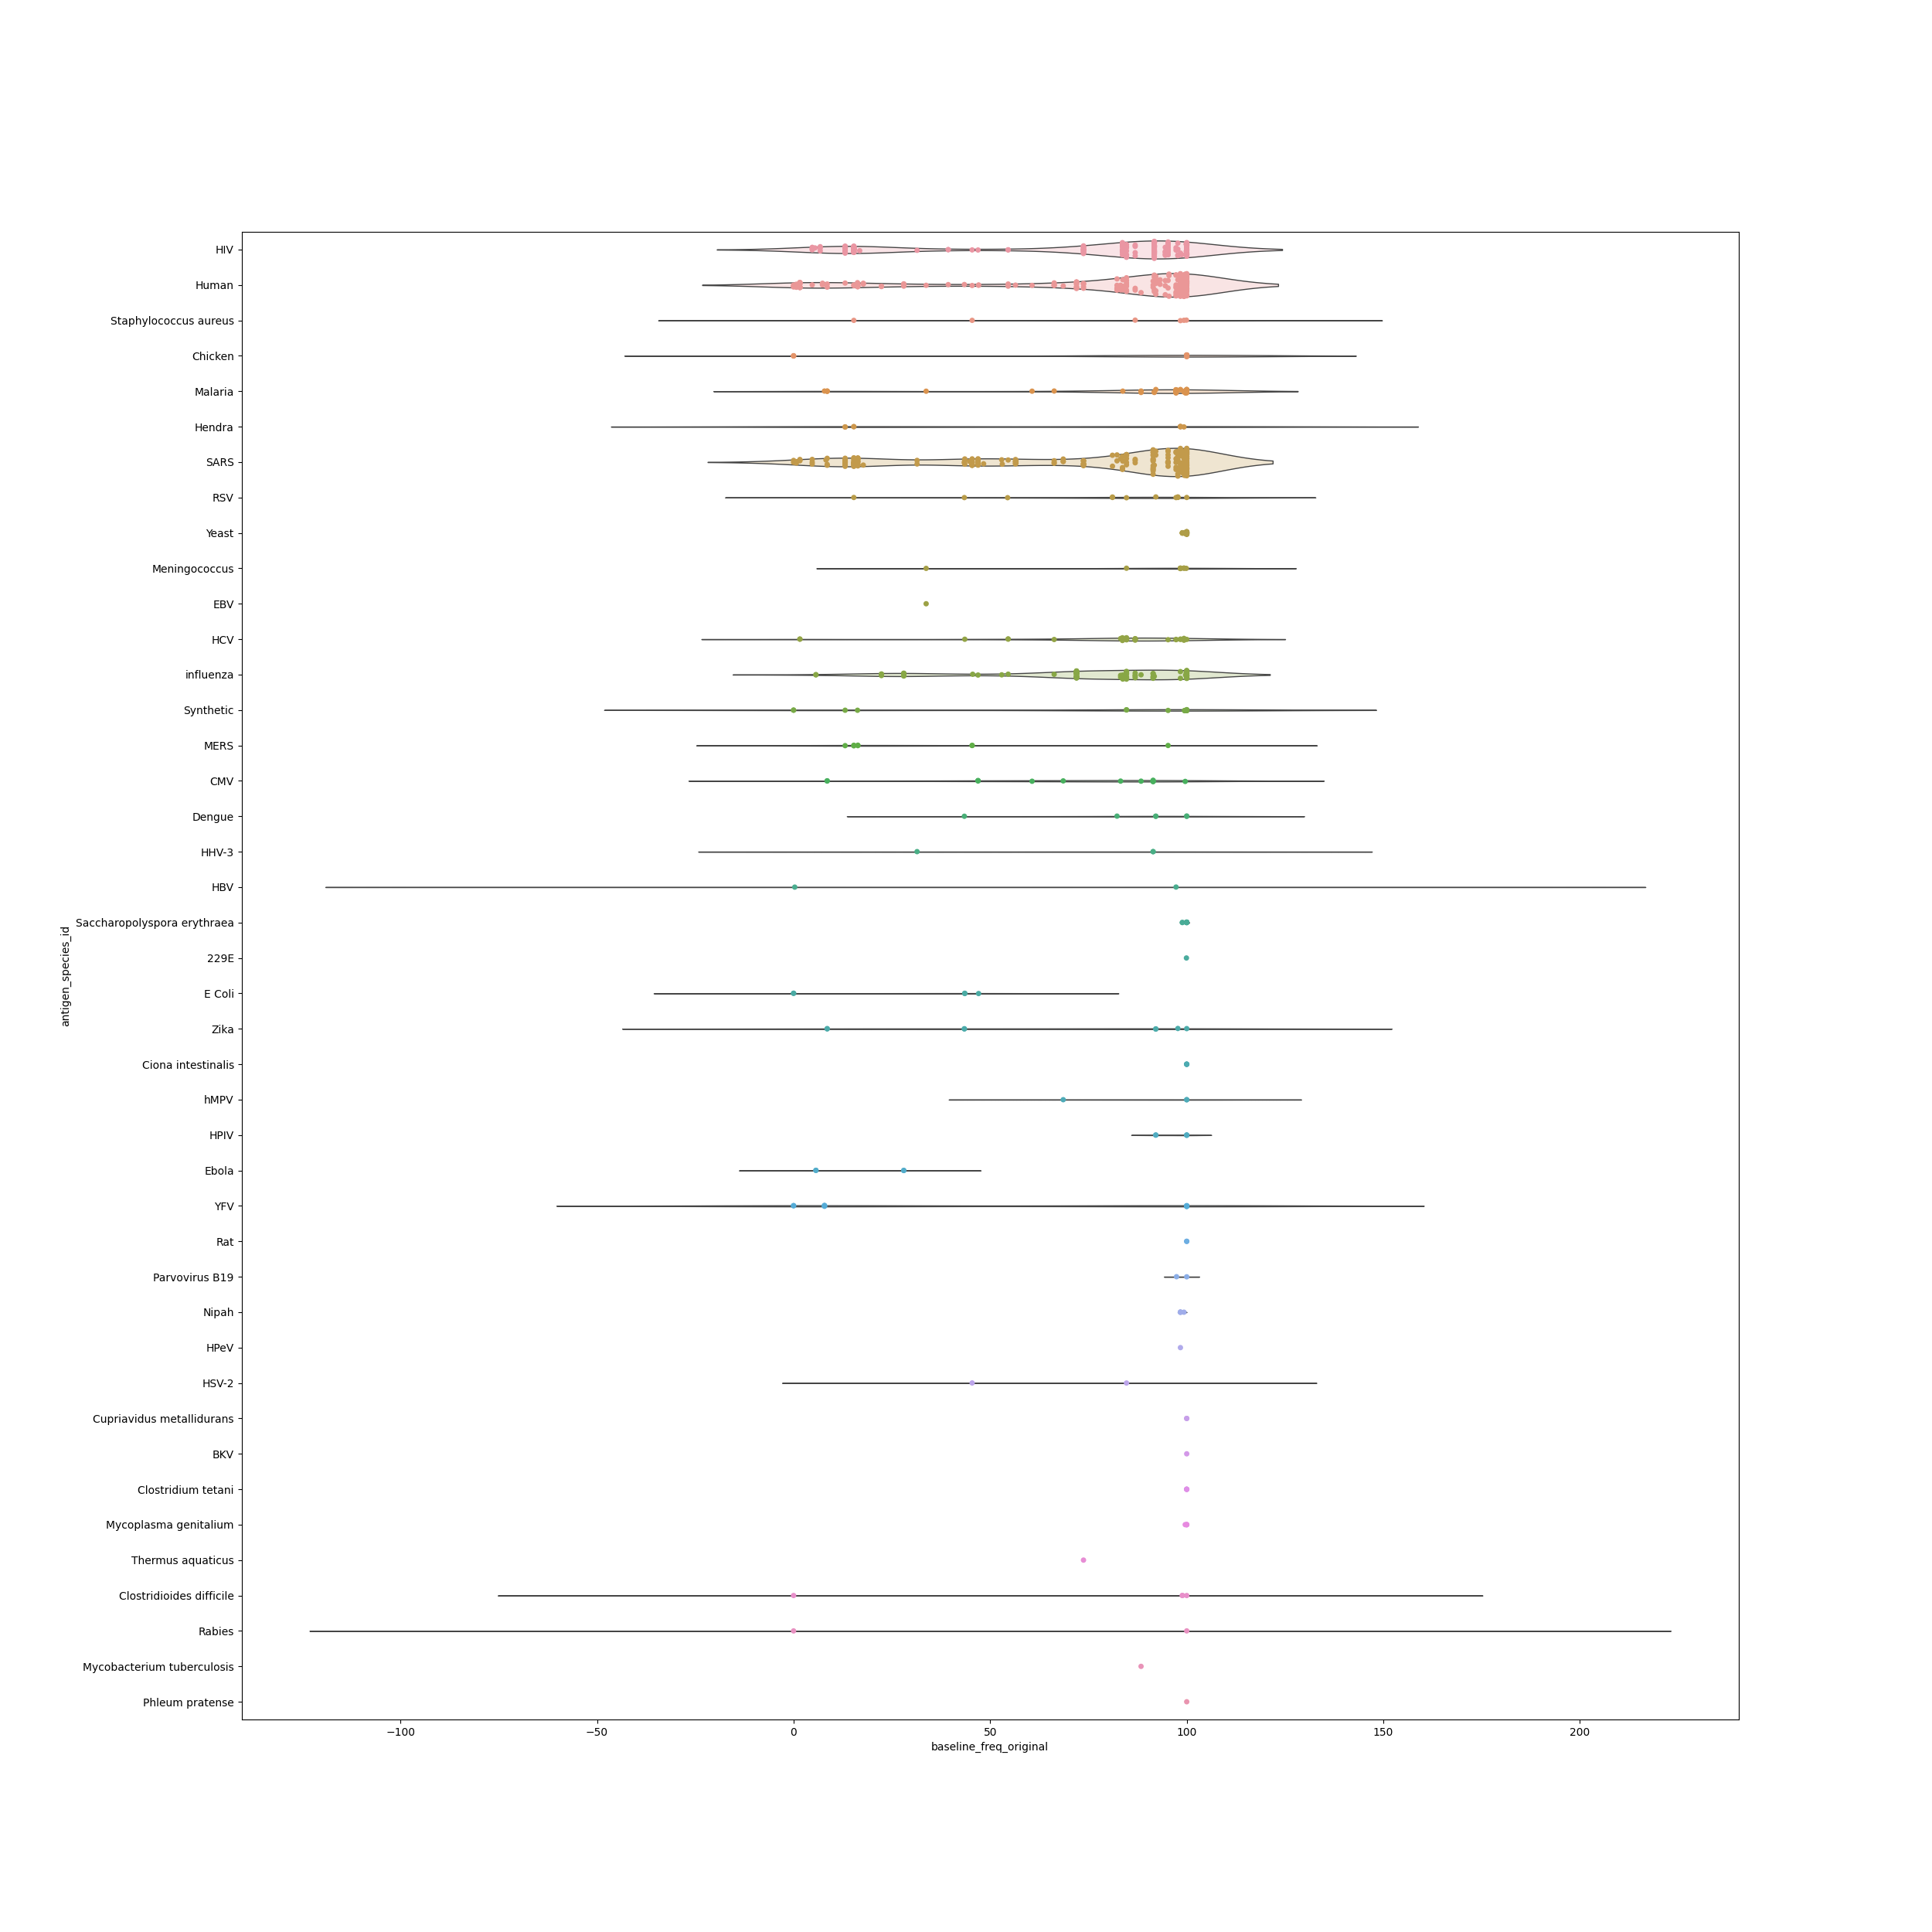 HIV
Human
Staphylococcus aureus
Chicken
Malaria
Hendra
SARS
RSV
Yeast
Meningococcus
EBV
HCV
influenza
Synthetic
MERS
CMV
Dengue
HHV-3
HBV
Saccharopolyspora erythraea
229E
E Coli
Zika
Ciona intestinalis
hMPV
HPIV
Ebola
YFV
Rat
Parvovirus B19
Nipah
HPeV
HSV-2
Cupriavidus metallidurans
BKV
Clostridium tetani
Mycoplasma genitalium
Thermus aquaticus
Clostridioides difficile
Rabies
Mycobacterium tuberculosis
Phleum pratense
antigen_species_id
−100 −50 0 50 100 150 200
baseline_freq_original